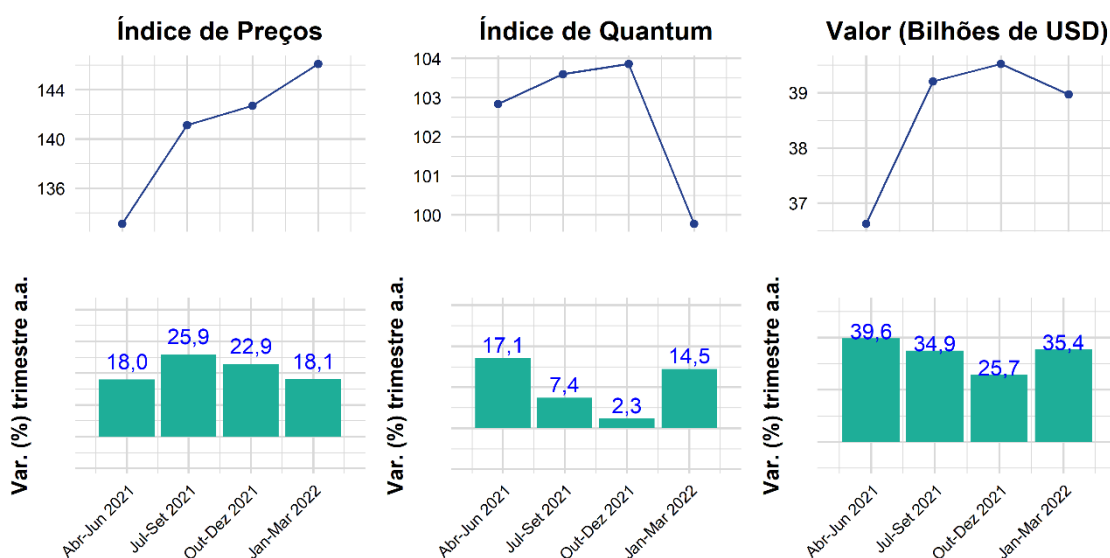 Índice de Preços
144
140
136
Índice de Quantum
104
103
102
101
100
Valor (Bilhões de USD)
39
38
37
Var. (%) trimestre a.a.
18,0
25,9
22,9
18,1
Abr-Jun 2021
Jul-Set 2021
Out-Dez 2021
Jan-Mar 2022
Var. (%) trimestre a.a.
17,1
7,4
2,3
14,5
Abr-Jun 2021
Jul-Set 2021
Out-Dez 2021
Jan-Mar 2022
Var. (%) trimestre a.a.
39,6
34,9
25,7
35,4
Abr-Jun 2021
Jul-Set 2021
Out-Dez 2021
Jan-Mar 2022